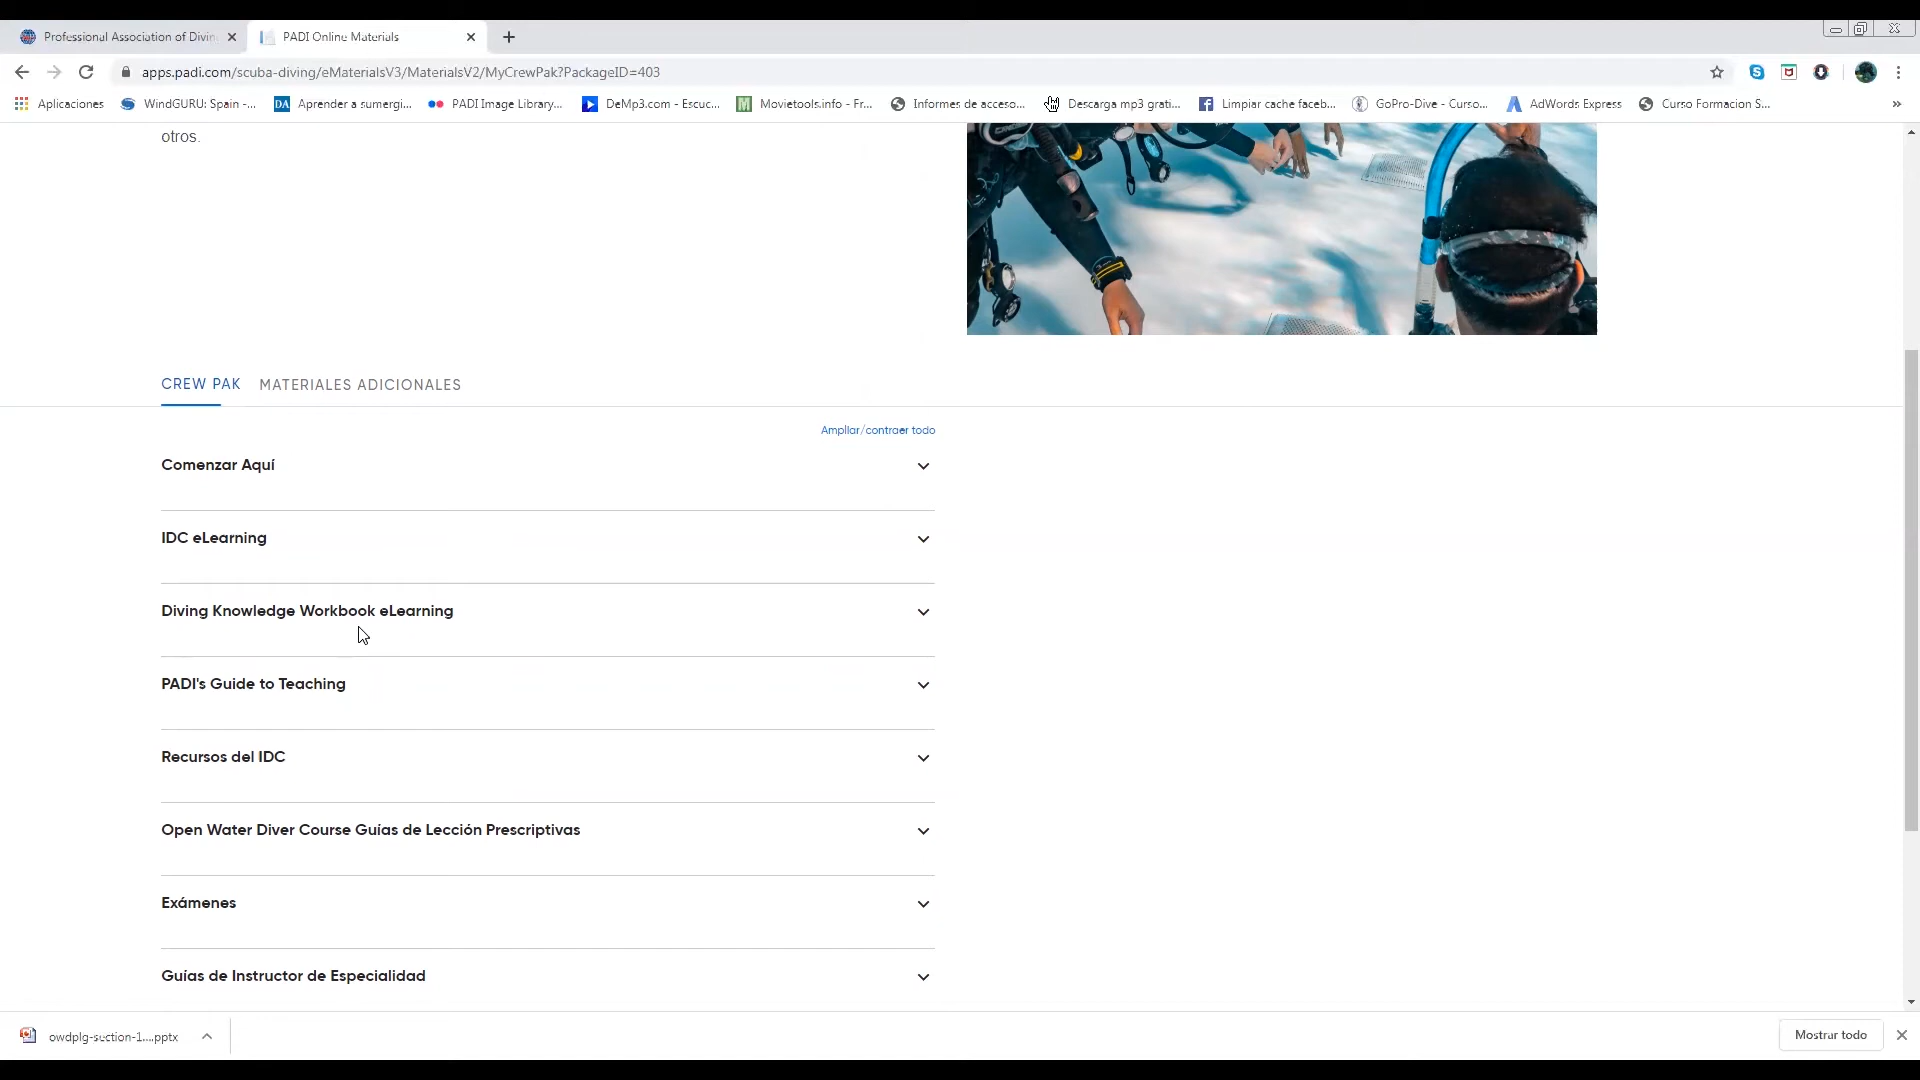 Professional Association of Divin
PADI Online Materials
apps.padi.com/scuba-diving/eMaterialsV3/MaterialsV2/MyCrewPak?PackageID=403
Aplicaciones
WindGURU: Spain -...
Aprender a sumergi...
PADI Image Library...
DeMp3.com - Escuc...
Movietools.info - Fr...
Informes de acceso...
Descarga mp3 grati...
Limpiar cache faceb...
GoPro-Dive - Curso...
AdWords Express
Curso Formacion S...
otros.
CREW PAK
MATERIALES ADICIONALES
Ampliar/contraer todo
Comenzar Aquí
IDC eLearning
Diving Knowledge Workbook eLearning
PADI's Guide to Teaching
Recursos del IDC
Open Water Diver Course Guías de Lección Prescriptivas
Exámenes
Guías de Instructor de Especialidad
owdplg-section-1....pptx
Mostrar todo